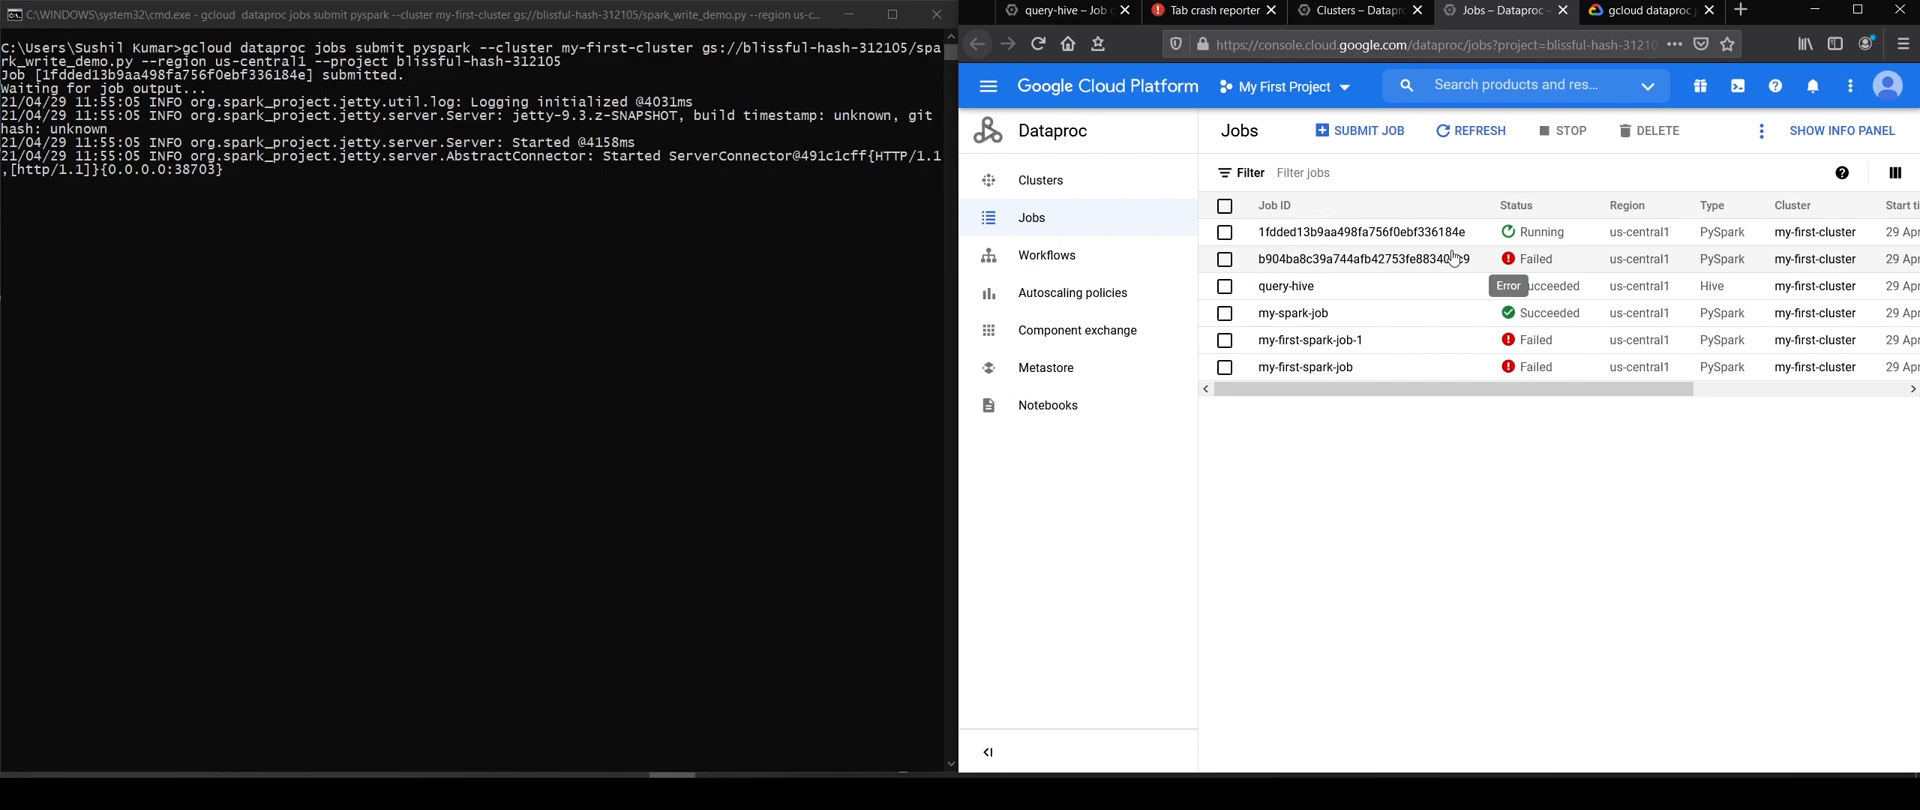 C:\WINDOWS\system32\cmd.exe - gcloud dataproc jobs submit pyspark --cluster my-first-cluster gs://blissful-hash-312105/spark_write_demo.py --region us-c...
C:\Users\Sushil Kumar>gcloud dataproc jobs submit pyspark --cluster my-first-cluster gs://blissful-hash-312105/spa
rk_write_demo.py --region us-central1 --project blissful-hash-312105
Job [1fdded13b9aa498fa756f0ebf336184e] submitted.
Waiting for job output...
21/04/29 11:55:05 INFO org.spark_project.jetty.util.log: Logging initialized @4031ms
21/04/29 11:55:05 INFO org.spark_project.jetty.server.Server: jetty-9.3.z-SNAPSHOT, build timestamp: unknown, git
hash: unknown
21/04/29 11:55:05 INFO org.spark_project.jetty.server.Server: Started @4158ms
21/04/29 11:55:05 INFO org.spark_project.jetty.server.AbstractConnector: Started ServerConnector@491c1cff{HTTP/1.1
,[http/1.1]}{0.0.0.0:38703}
query-hive – Job
Tab crash reporter
Clusters – Datapr
Jobs – Dataproc
gcloud dataproc
https://console.cloud.google.com/dataproc/jobs?project=blissful-hash-31210
Google Cloud Platform
My First Project
Search products and res...
Dataproc
Clusters
Jobs
Workflows
Autoscaling policies
Component exchange
Metastore
Notebooks
Jobs SUBMIT JOB REFRESH STOP DELETE SHOW INFO PANEL
Filter Filter jobs
Job ID Status Region Type Cluster Start ti
1fdded13b9aa498fa756f0ebf336184e Running us-central1 PySpark my-first-cluster 29 Apr
b904ba8c39a744afb42753fe8834 c9 Failed us-central1 PySpark my-first-cluster 29 Apr
query-hive Error ucceeded us-central1 Hive my-first-cluster 29 Apr
my-spark-job Succeeded us-central1 PySpark my-first-cluster 29 Apr
my-first-spark-job-1 Failed us-central1 PySpark my-first-cluster 29 Apr
my-first-spark-job Failed us-central1 PySpark my-first-cluster 29 Apr